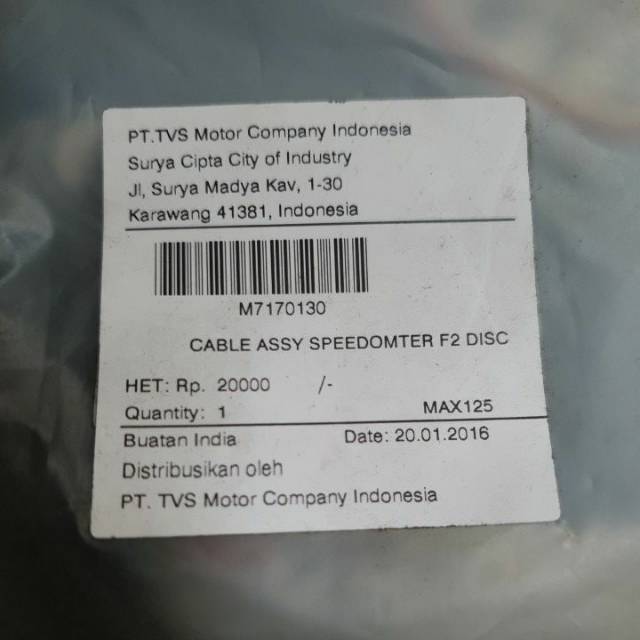 PT.TVS Motor Company Indonesia
Surya Cipta City of Industry
Jl, Surya Madya Kav, 1-30
Karawang 41381, Indonesia
M7170130
CABLE ASSY SPEEDOMTER F2 DISC
HET: Rp. 20000 /-
Quantity: 1 MAX125
Buatan India Date: 20.01.2016
Distribusikan oleh
PT. TVS Motor Company Indonesia